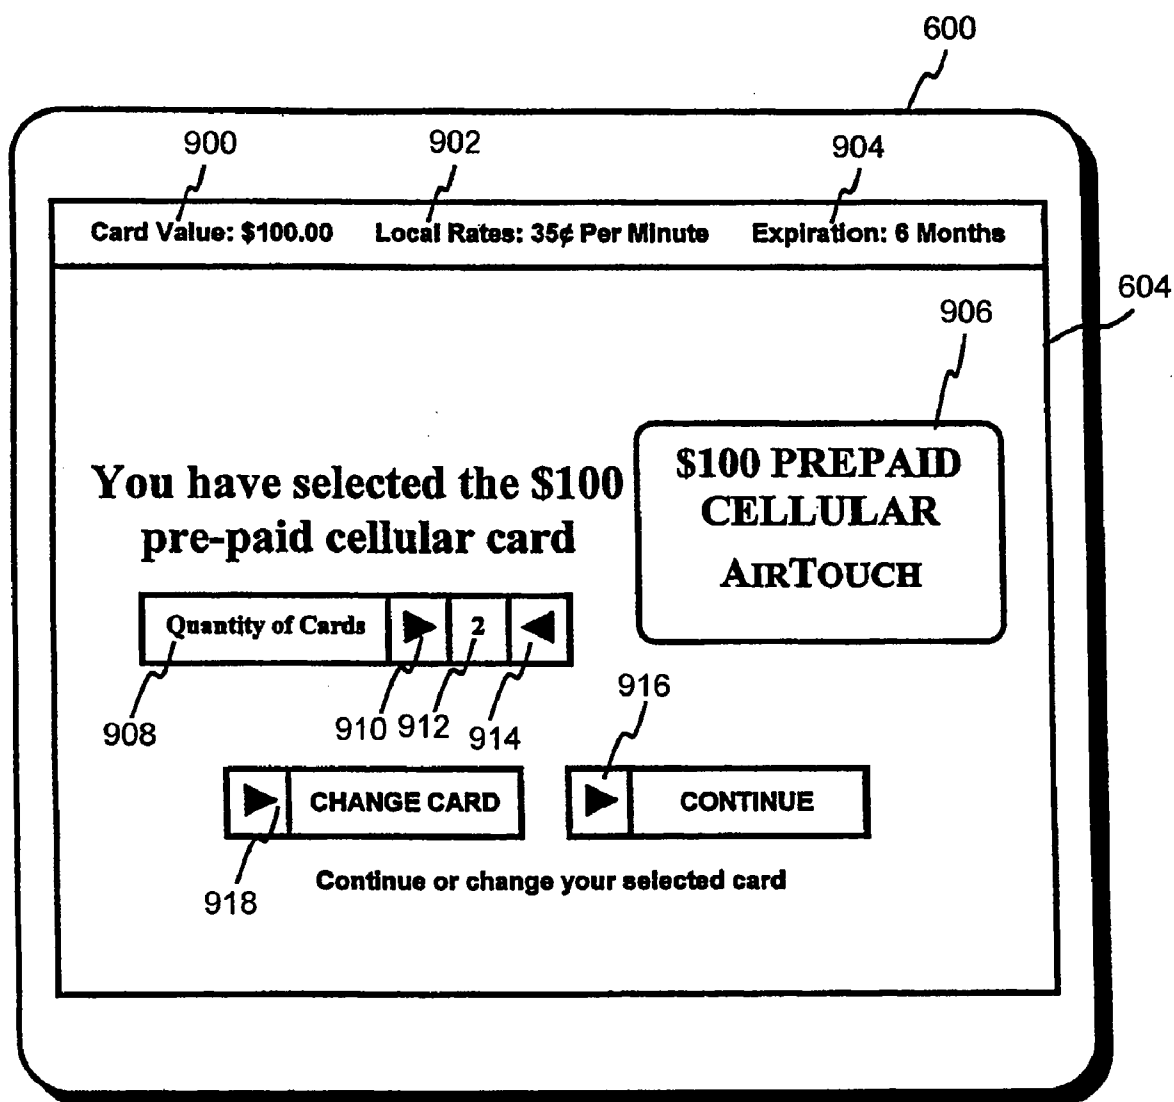 600
900
902
904
Card Value: $100.00 Local Rates: 35¢ Per Minute Expiration: 6 Months
604
906
You have selected the $100
pre-paid cellular card
$100 PREPAID
CELLULAR
AIRTOUCH
Quantity of Cards 2
908
910
912
914
916
CHANGE CARD
CONTINUE
918
Continue or change your selected card